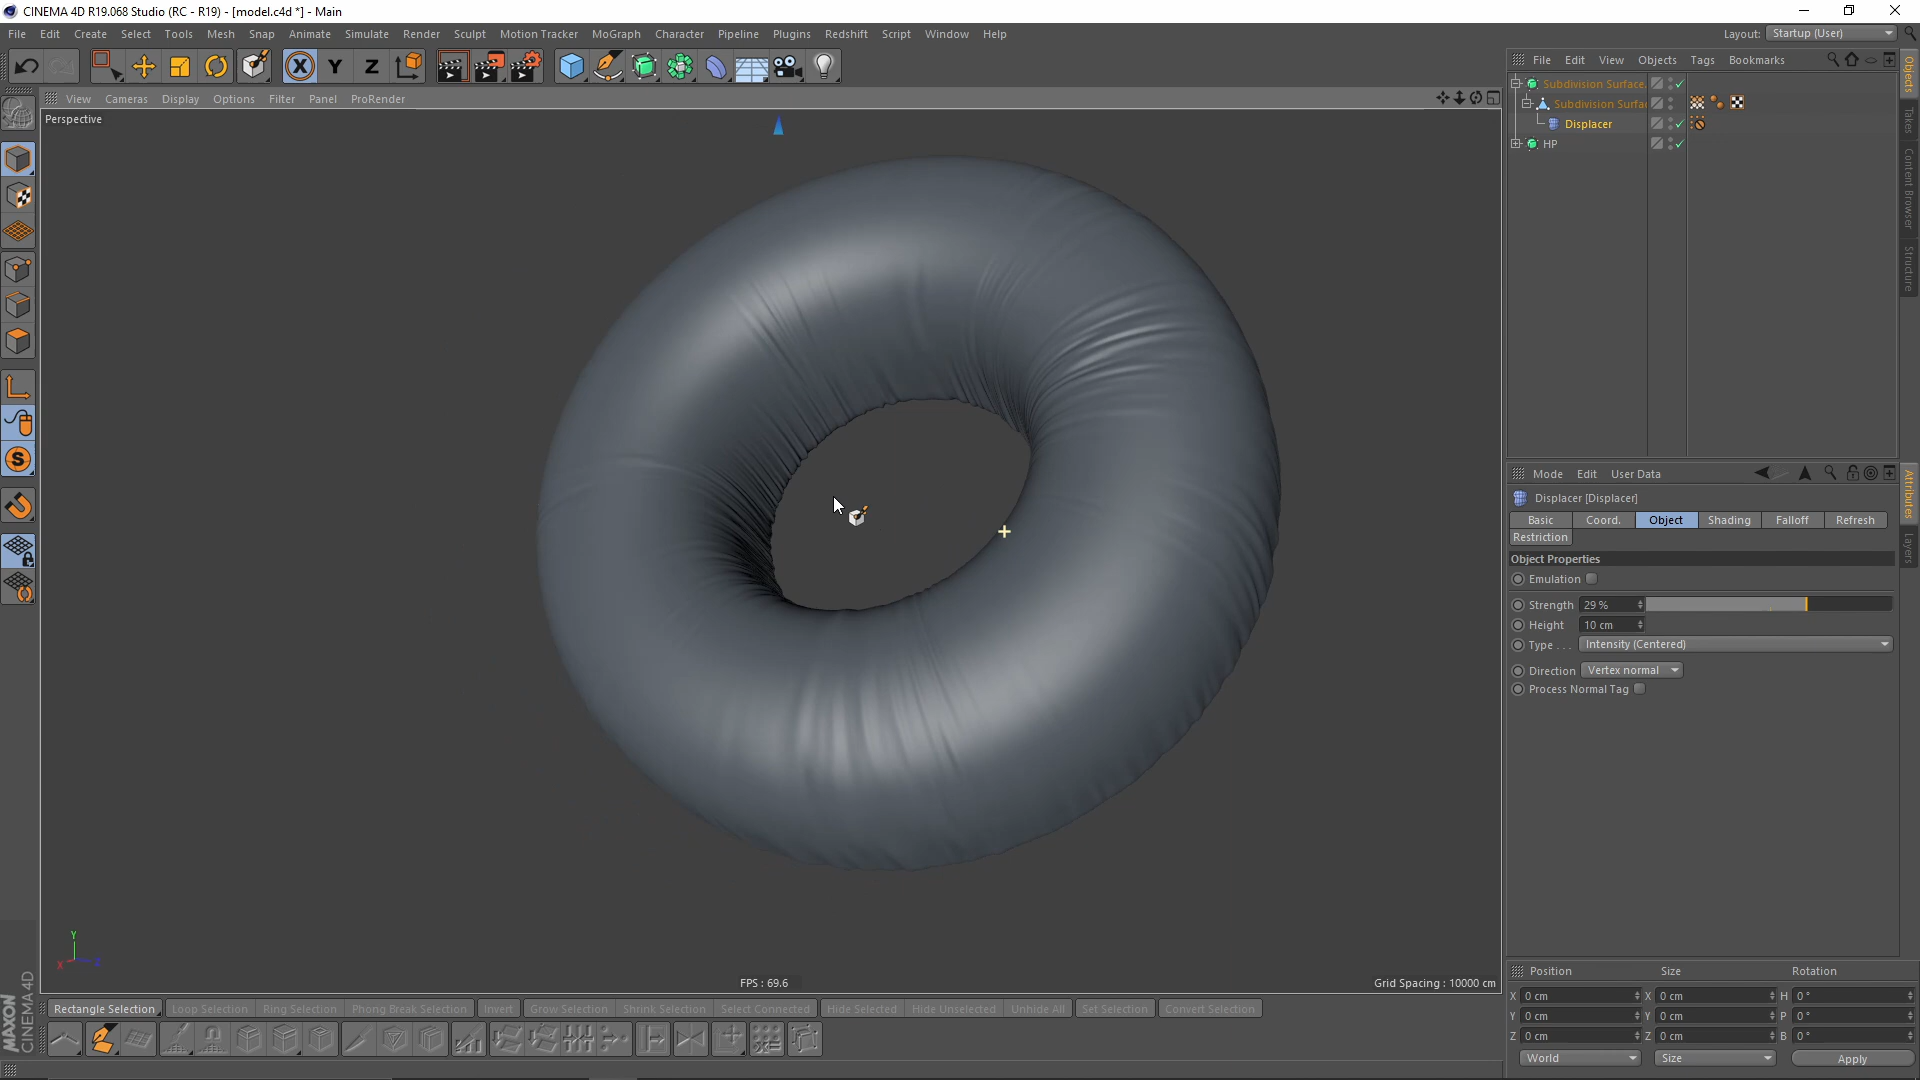 CINEMA 4D R19.068 Studio (RC - R19) - [model.c4d *] - Main
File Edit Create Select Tools Mesh Snap Animate Simulate Render Sculpt Motion Tracker MoGraph Character Pipeline Plugins Redshift Script Window Help
Layout: Startup (User)
X Y Z
File Edit View Objects Tags Bookmarks
View Cameras Display Options Filter Panel ProRender
Perspective
Subdivision Surface.
Subdivision Surfa
Displacer
HP
Objects
Takes
Content Browser
Structure
Mode Edit User Data
Displacer [Displacer]
Basic Coord. Object Shading Falloff Refresh
Restriction
Object Properties
Emulation
Strength 29 %
Height 10 cm
Type . . . Intensity (Centered)
Direction Vertex normal
Process Normal Tag
Attributes
Layers
S
Y
X Z
FPS : 69.6
Grid Spacing : 10000 cm
Position Size Rotation
X 0 cm X 0 cm H 0 °
Y 0 cm Y 0 cm P 0 °
Z 0 cm Z 0 cm B 0 °
World Size Apply
Rectangle Selection Loop Selection Ring Selection Phong Break Selection Invert Grow Selection Shrink Selection Select Connected Hide Selected Hide Unselected Unhide All Set Selection Convert Selection
MAXON
CINEMA 4D